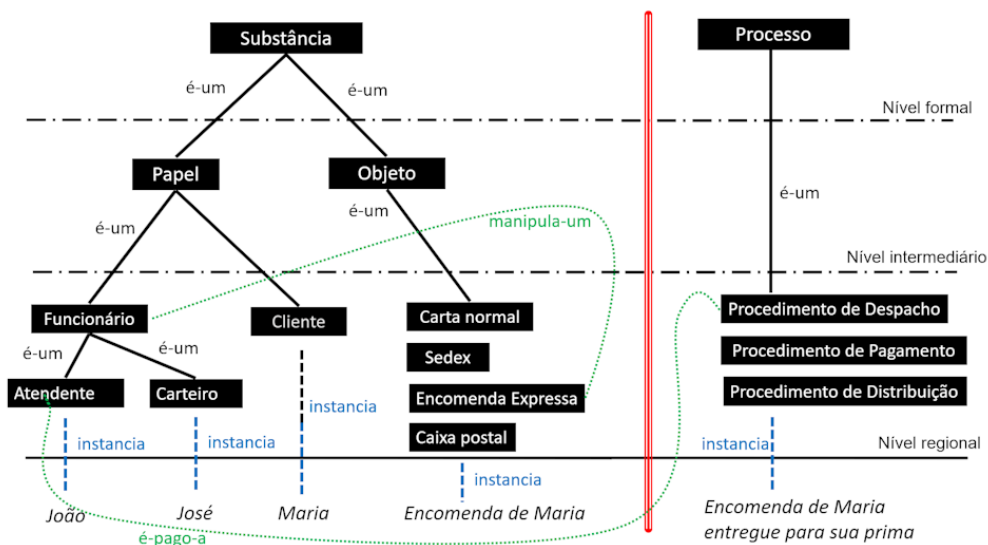 Substância
Processo
é-um
é-um
Nível formal
Papel
Objeto
é-um
é-um
é-um
manipula-um
Nível intermediário
Funcionário
Cliente
Carta normal
Procedimento de Despacho
é-um
é-um
Sedex
Procedimento de Pagamento
Atendente
Carteiro
instancia
Encomenda Expressa
Procedimento de Distribuição
Caixa postal
instancia
instancia
instancia
Nível regional
instancia
João
José
Maria
Encomenda de Maria
Encomenda de Maria
entregue para sua prima
é-pago-a